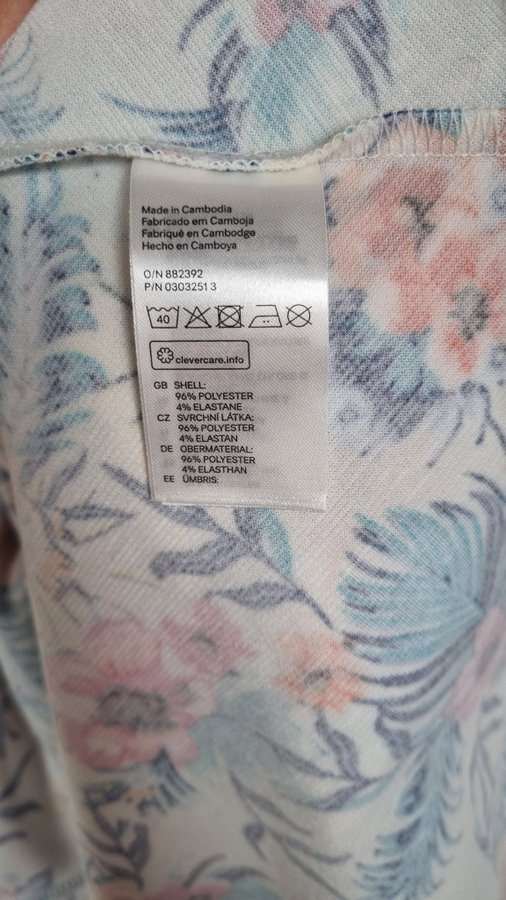 Made in Cambodia
Fabricado em Camboja
Fabriqué en Cambodge
Hecho en Camboya
O/N 882392
P/N 0303251 3
40
clevercare.info
GB SHELL:
96% POLYESTER
4% ELASTANE
CZ SVRCHNÍ LÁTKA:
96% POLYESTER
4% ELASTAN
DE OBERMATERIAL:
96% POLYESTER
4% ELASTHAN
EE ÜMBRIS: